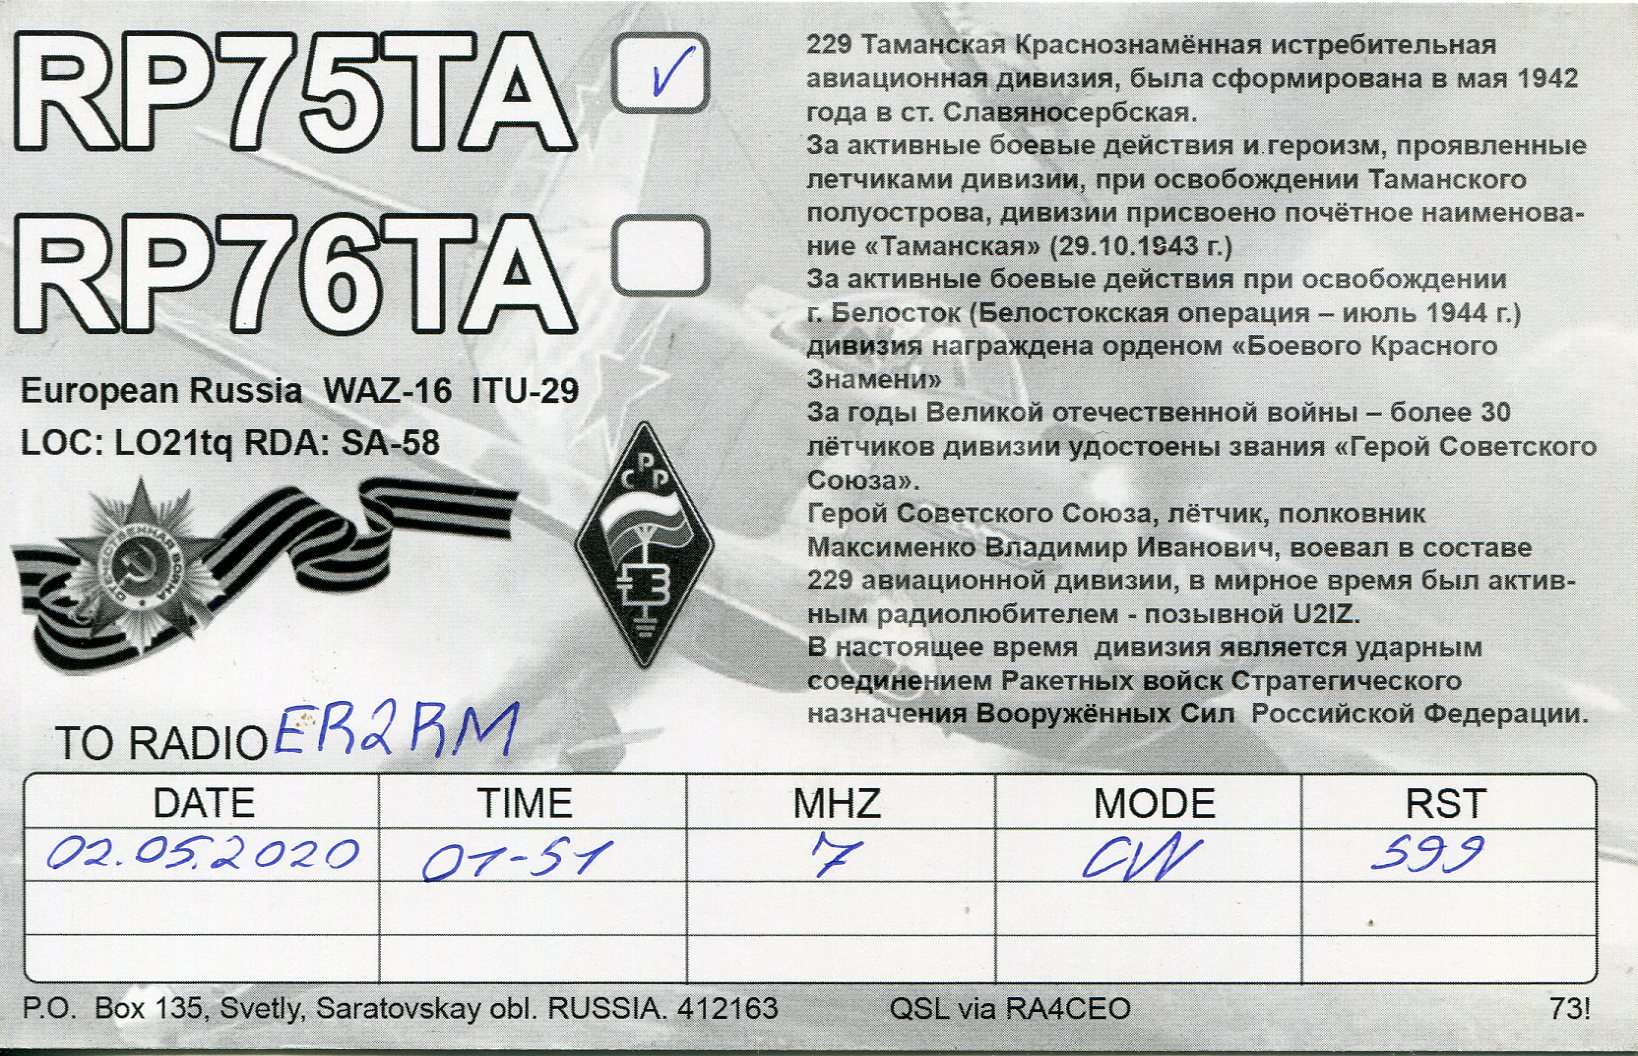 RP75TA ✓
RP76TA
European Russia WAZ-16 ITU-29
LOC: LO21tq RDA: SA-58
ОТЕЧЕСТВЕННАЯ ВОЙНА
СРР
229 Таманская Краснознамённая истребительная
авиационная дивизия, была сформирована в мая 1942
года в ст. Славяносербская.
За активные боевые действия и героизм, проявленные
летчиками дивизии, при освобождении Таманского
полуострова, дивизии присвоено почётное наименова-
ние «Таманская» (29.10.1943 г.)
За активные боевые действия при освобождении
г. Белосток (Белостокская операция – июль 1944 г.)
дивизия награждена орденом «Боевого Красного
Знамени»
За годы Великой отечественной войны – более 30
лётчиков дивизии удостоены звания «Герой Советского
Союза».
Герой Советского Союза, лётчик, полковник
Максименко Владимир Иванович, воевал в составе
229 авиационной дивизии, в мирное время был актив-
ным радиолюбителем - позывной U2IZ.
В настоящее время дивизия является ударным
соединением Ракетных войск Стратегического
назначения Вооружённых Сил Российской Федерации.
TO RADIO ER2RM
DATE TIME MHZ MODE RST
02.05.2020 01-51 7 CW 599
P.O. Box 135, Svetly, Saratovskay obl. RUSSIA. 412163 QSL via RA4CEO 73!